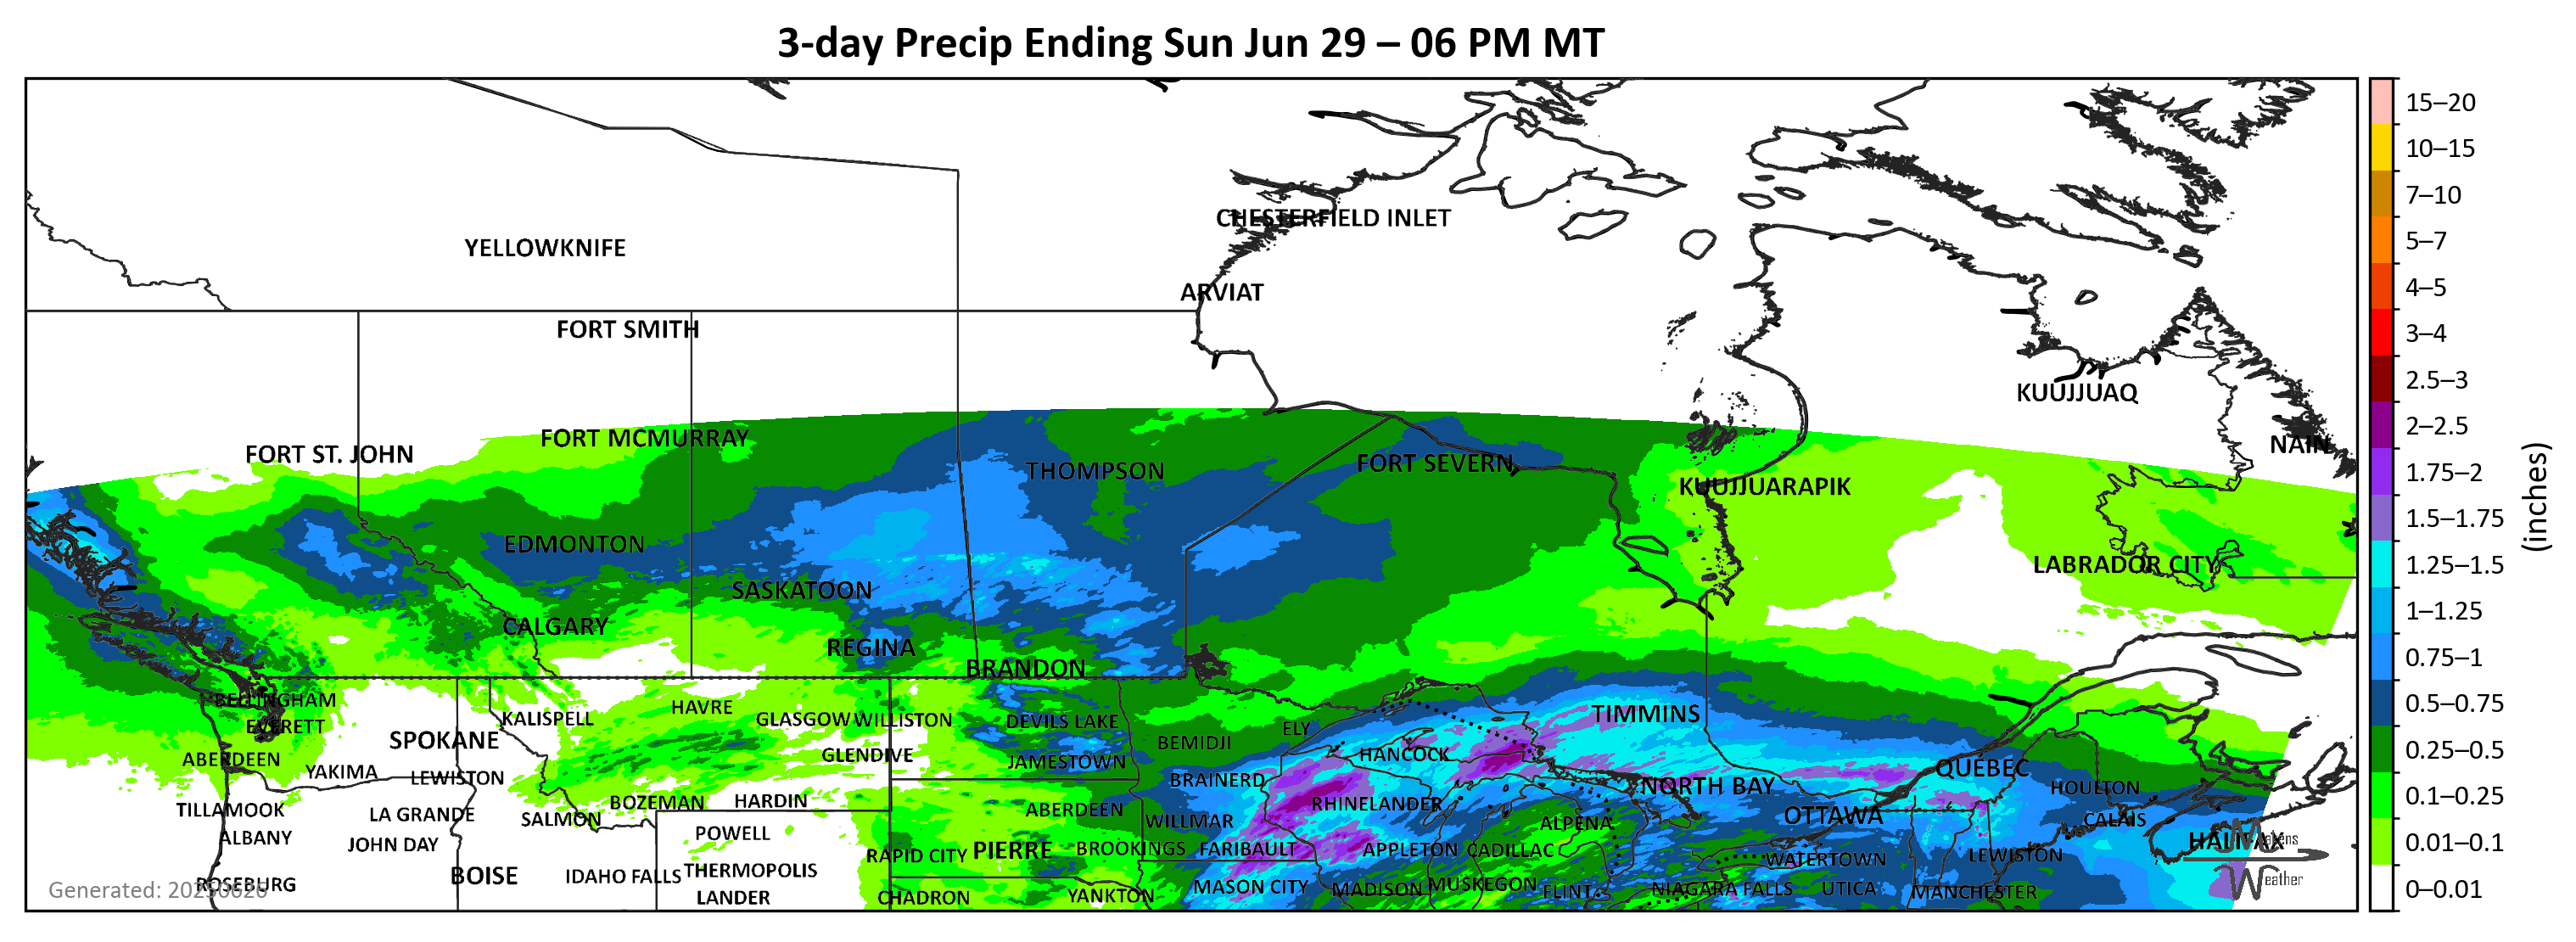 3-day Precip Ending Sun Jun 29 – 06 PM MT
CHESTERFIELD INLET
YELLOWKNIFE
ARVIAT
FORT SMITH
KUUJJUAQ
FORT MCMURRAY
NAIN
FORT ST. JOHN
THOMPSON
FORT SEVERN
KUUJJUARAPIK
EDMONTON
LABRADOR CITY
SASKATOON
CALGARY
REGINA
BRANDON
BELLINGHAM
HAVRE
TIMMINS
KALISPELL
GLASGOW
WILLISTON
DEVILS LAKE
EVERETT
ELY
SPOKANE
BEMIDJI
ABERDEEN
GLENDIVE
JAMESTOWN
HANCOCK
QUÉBEC
YAKIMA
LEWISTON
BRAINERD
NORTH BAY
HOULTON
BOZEMAN
HARDIN
RHINELANDER
TILLAMOOK
LA GRANDE
SALMON
ABERDEEN
WILLMAR
ALPENA
OTTAWA
CALAIS
ALBANY
JOHN DAY
POWELL
RAPID CITY
PIERRE
BROOKINGS
FARIBAULT
APPLETON
CADILLAC
WATERTOWN
LEWISTON
HALIFAX
BOISE
IDAHO FALLS
THERMOPOLIS
ROSEBURG
LANDER
CHADRON
YANKTON
MASON CITY
MADISON
MUSKEGON
FLINT
NIAGARA FALLS
UTICA
MANCHESTER
Weather
Generated: 20250626
15–20
10–15
7–10
5–7
4–5
3–4
2.5–3
2–2.5
1.75–2
1.5–1.75
1.25–1.5
1–1.25
0.75–1
0.5–0.75
0.25–0.5
0.1–0.25
0.01–0.1
0–0.01
(inches)